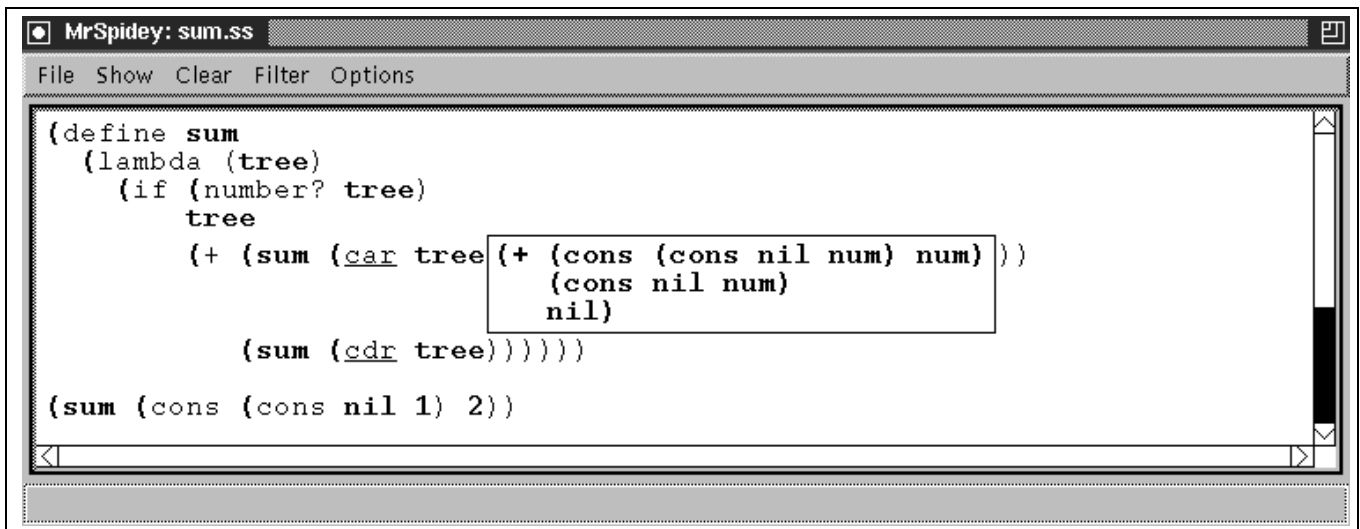 MrSpidey: sum.ss
File Show Clear Filter Options
(define sum
(lambda (tree)
(if (number? tree)
tree
(+ (sum (car tree (+ (cons (cons nil num) num) ))
(cons nil num)
nil)
(sum (cdr tree))))))
(sum (cons (cons nil 1) 2))